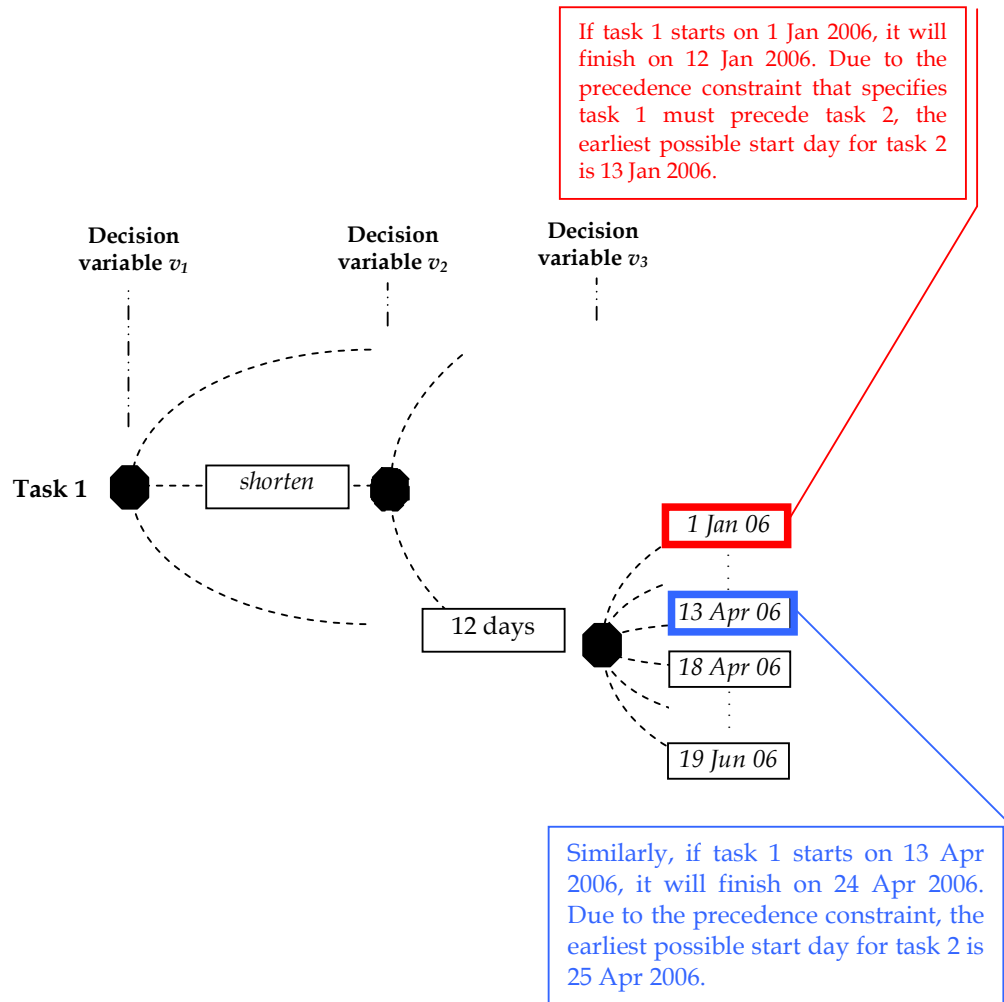 If task 1 starts on 1 Jan 2006, it will
finish on 12 Jan 2006. Due to the
precedence constraint that specifies
task 1 must precede task 2, the
earliest possible start day for task 2
is 13 Jan 2006.
Decision
variable v₁
Decision
variable v₂
Decision
variable v₃
Task 1
shorten
1 Jan 06
13 Apr 06
12 days
18 Apr 06
19 Jun 06
Similarly, if task 1 starts on 13 Apr
2006, it will finish on 24 Apr 2006.
Due to the precedence constraint, the
earliest possible start day for task 2 is
25 Apr 2006.